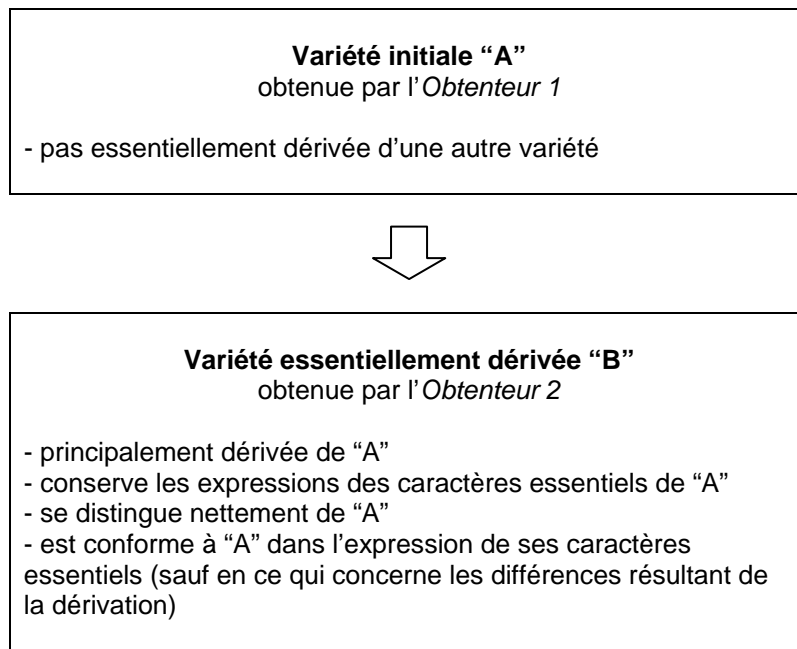 Variété initiale “A”
obtenue par l’Obtenteur 1
- pas essentiellement dérivée d’une autre variété
Variété essentiellement dérivée “B”
obtenue par l’Obtenteur 2
- principalement dérivée de “A”
- conserve les expressions des caractères essentiels de “A”
- se distingue nettement de “A”
- est conforme à “A” dans l’expression de ses caractères
essentiels (sauf en ce qui concerne les différences résultant de
la dérivation)